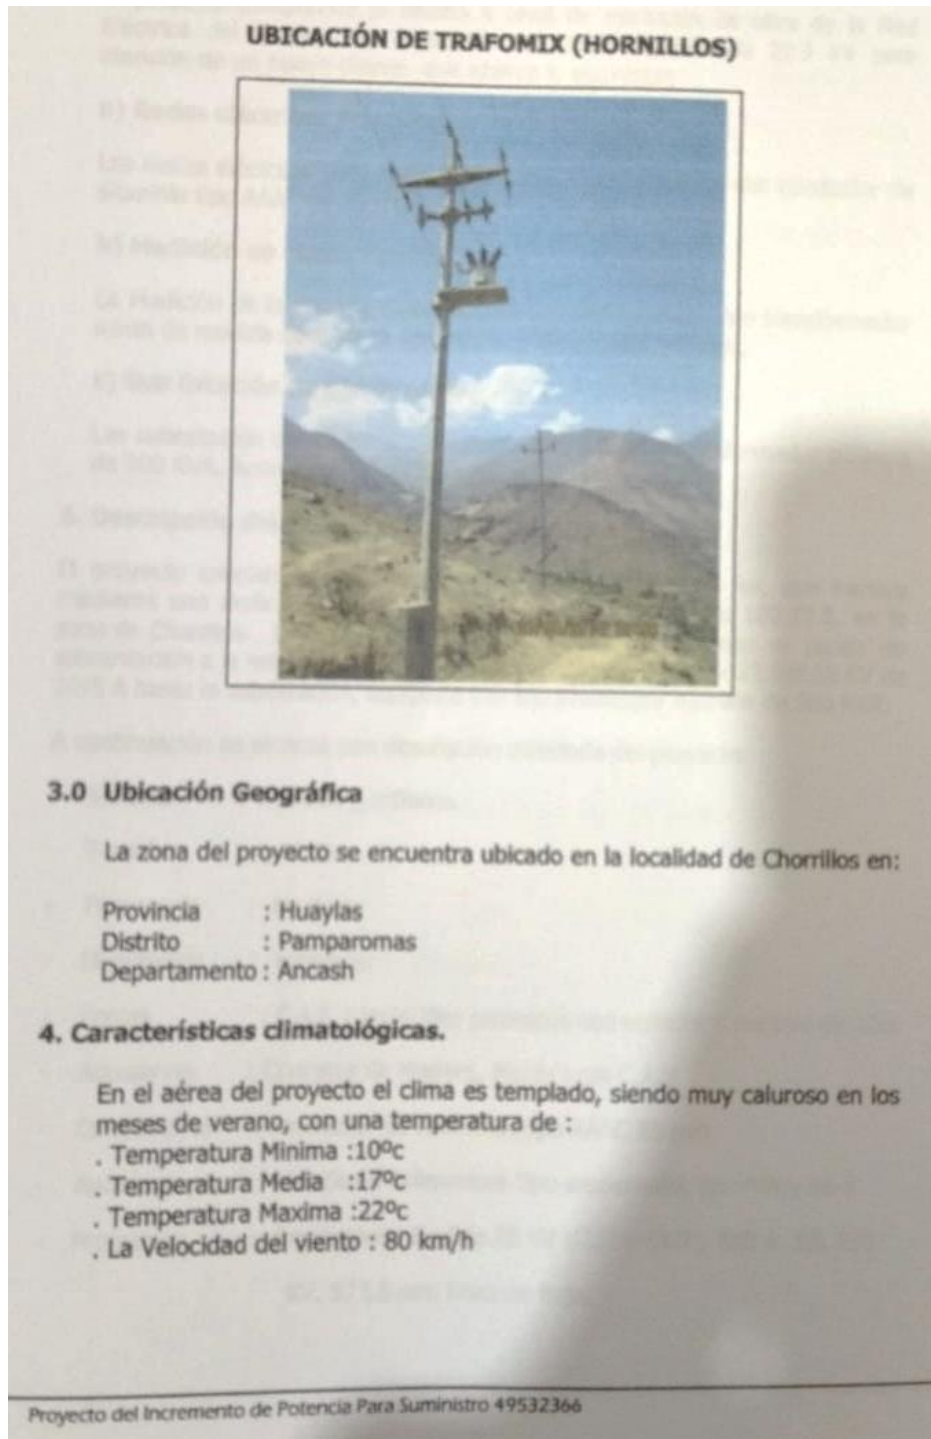 UBICACIÓN DE TRAFOMIX (HORNILLOS)
3.0 Ubicación Geográfica
La zona del proyecto se encuentra ubicado en la localidad de Chorrillos en:
Provincia : Huaylas
Distrito : Pamparomas
Departamento : Ancash
4. Características climatológicas.
En el aérea del proyecto el clima es templado, siendo muy caluroso en los
meses de verano, con una temperatura de :
. Temperatura Minima :10ºc
. Temperatura Media :17ºc
. Temperatura Maxima :22ºc
. La Velocidad del viento : 80 km/h
Proyecto del Incremento de Potencia Para Suministro 49532366